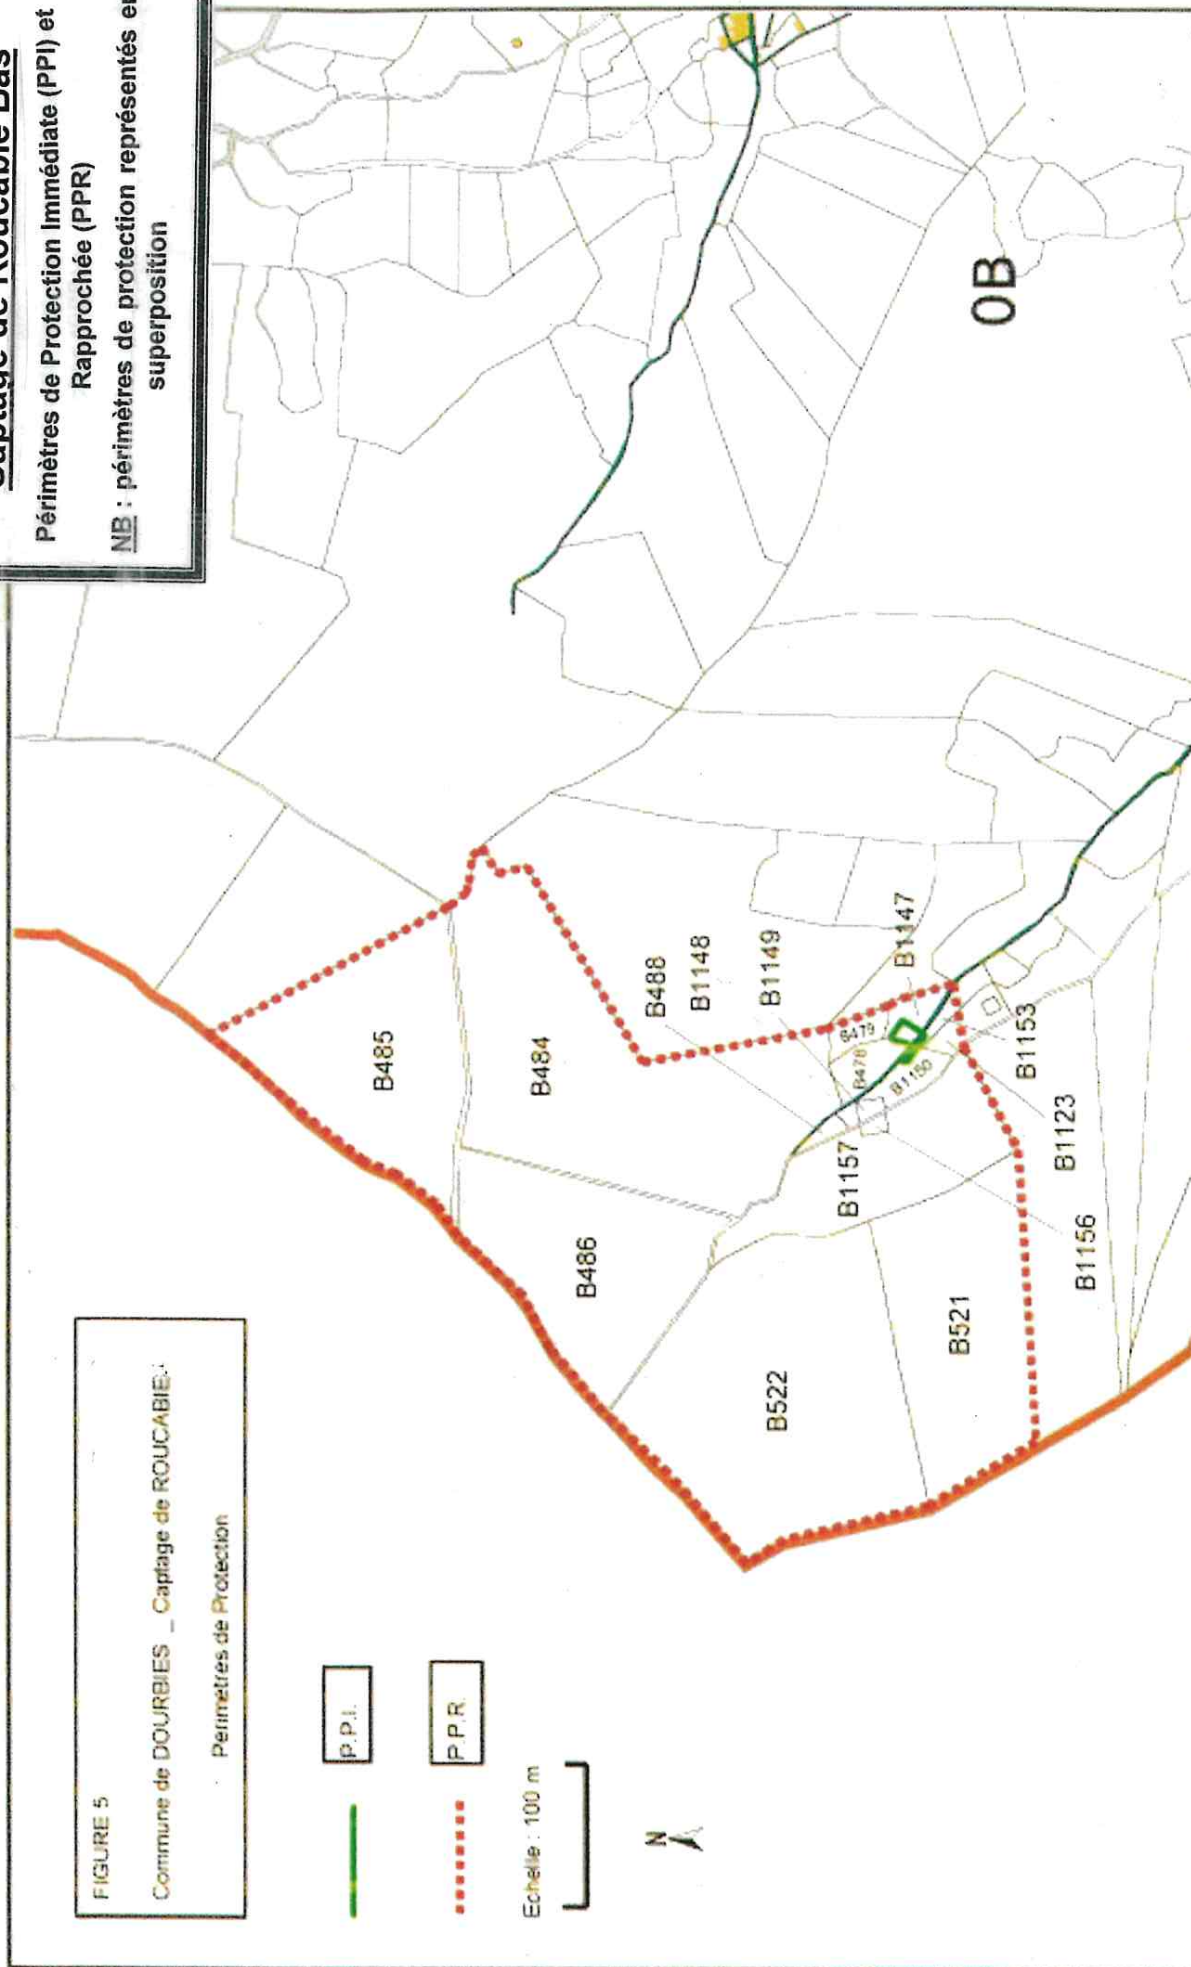 Captage de Roucabie Bas
Périmètres de Protection Immédiate (PPI) et
Rapprochée (PPR)
NB : périmètres de protection représentés en
superposition
FIGURE 5
Commune de DOURBIES _ Captage de ROUCABIE
Périmètres de Protection
P.P.I.
P.P.R.
Echelle : 100 m
N
B485
B484
B486
B488
B1148
B1149
B1147
B479
B478
B1150
B1153
B1123
B1157
B1156
B522
B521
0B